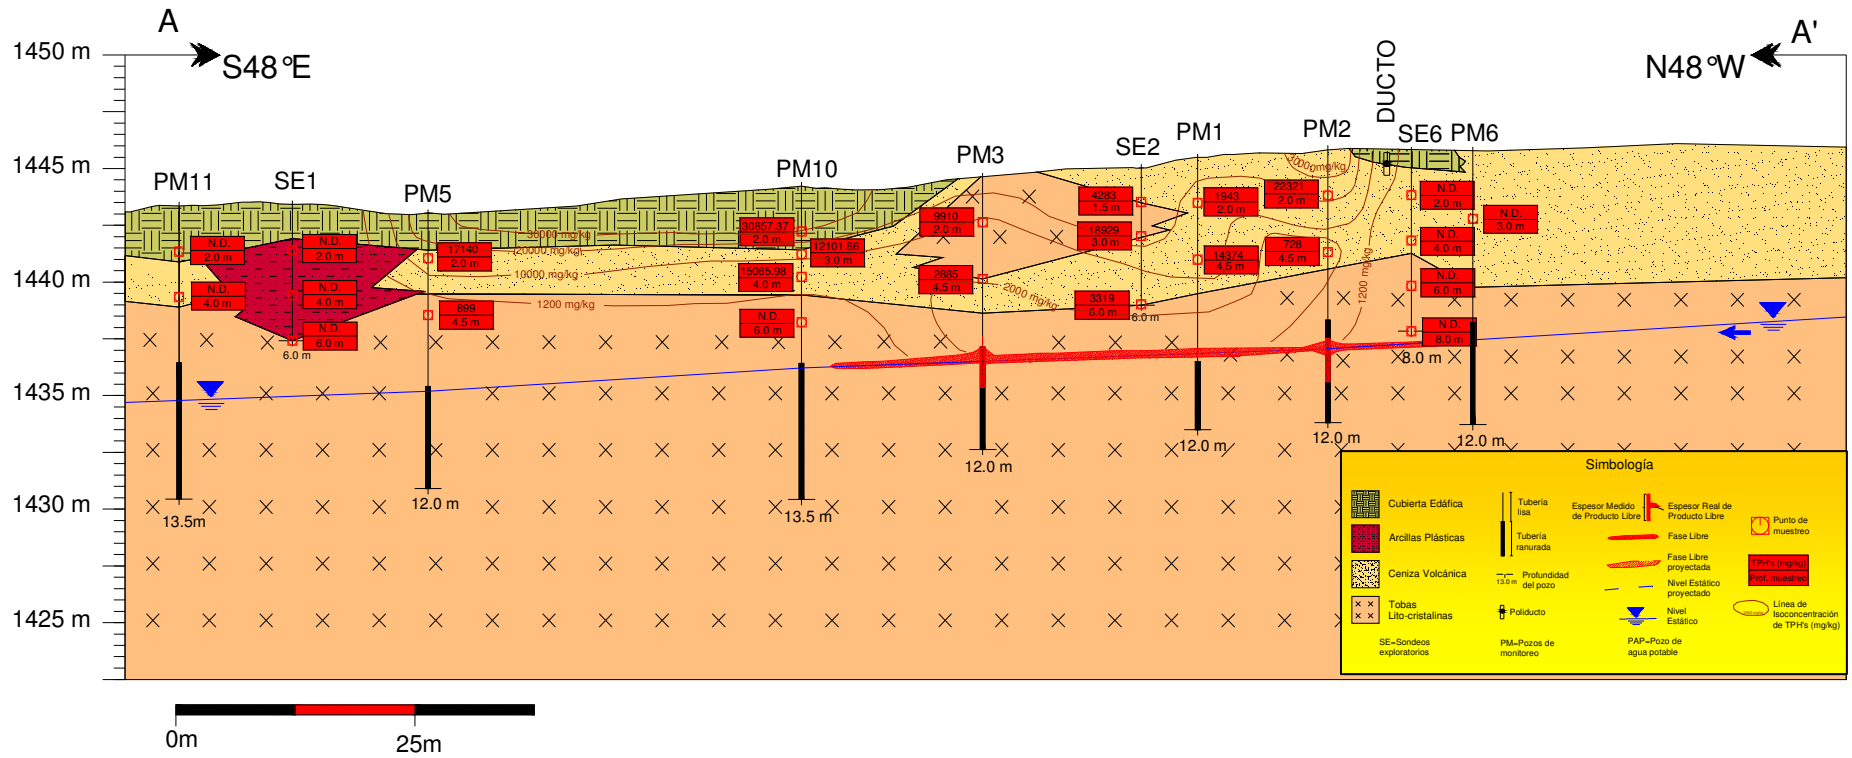 A
A'
1450 m
S48°E
N48°W
DUCTO
1445 m
PM11
SE1
PM5
PM10
PM3
SE2
PM1
PM2
SE6
PM6
N.D.
2.0 m
N.D.
4.0 m
N.D.
2.0 m
N.D.
4.0 m
N.D.
6.0 m
6.0 m
17140
2.0 m
899
4.5 m
30857.37
2.0 m
12101.86
3.0 m
15065.98
4.0 m
N.D.
6.0 m
9910
2.0 m
2885
4.5 m
4283
1.5 m
18929
3.0 m
3319
6.0 m
6.0 m
1943
2.0 m
14374
4.5 m
22321
2.0 m
728
4.5 m
N.D.
2.0 m
N.D.
4.0 m
N.D.
6.0 m
N.D.
8.0 m
8.0 m
N.D.
3.0 m
30000 mg/kg
20000 mg/kg
10000 mg/kg
1200 mg/kg
2000 mg/kg
1200 mg/kg
1440 m
1435 m
1430 m
1425 m
13.5m
12.0 m
13.5 m
12.0 m
12.0 m
12.0 m
12.0 m
Simbología
Cubierta Edáfica
Arcillas Plásticas
Ceniza Volcánica
Tobas
Lito-cristalinas
SE=Sondeos
exploratorios
Tubería
lisa
Tubería
ranurada
13.0 m
Profundidad
del pozo
Poliducto
PM=Pozos de
monitoreo
Espesor Medido
de Producto Libre
Espesor Real de
Producto Libre
Fase Libre
Fase Libre
proyectada
Nivel Estático
proyectado
Nivel
Estático
PAP=Pozo de
agua potable
Punto de
muestreo
TPH's (mg/kg)
Prof. muestreo
Línea de
Isoconcentración
de TPH's (mg/kg)
0m
25m